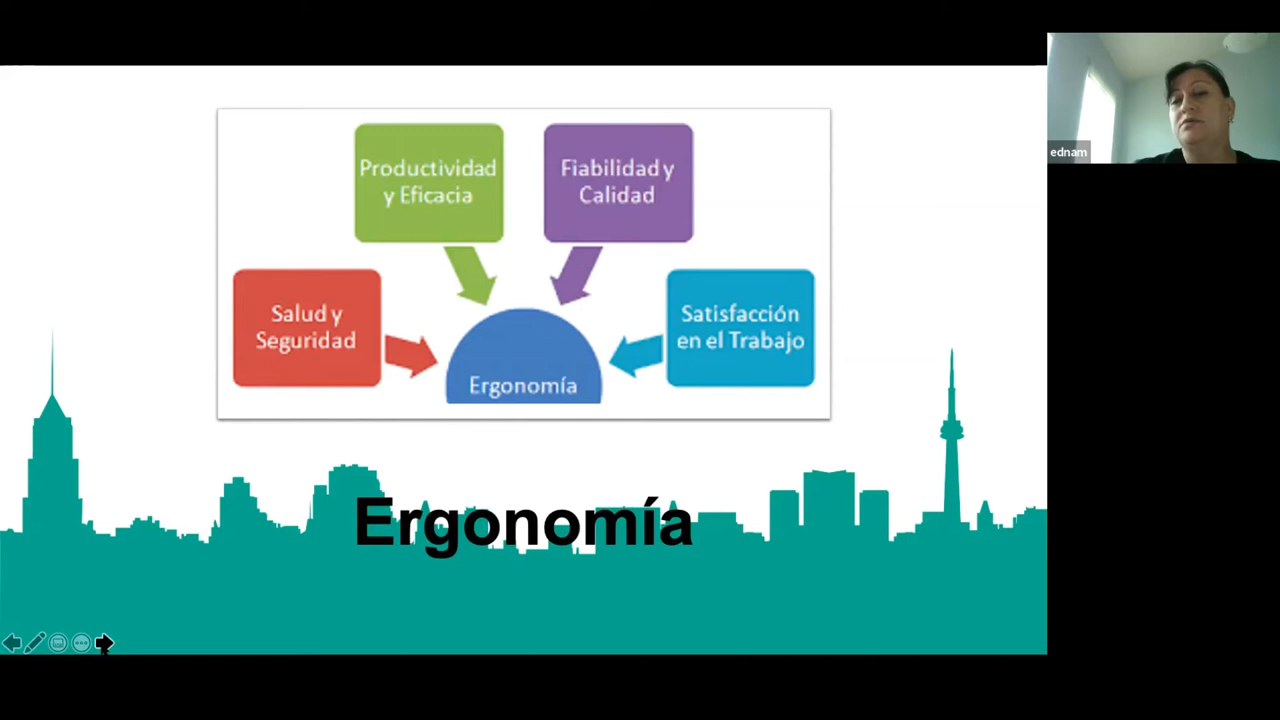 Productividad
y Eficacia
Fiabilidad y
Calidad
Salud y
Seguridad
Satisfacción
en el Trabajo
Ergonomía
Ergonomía
ednam